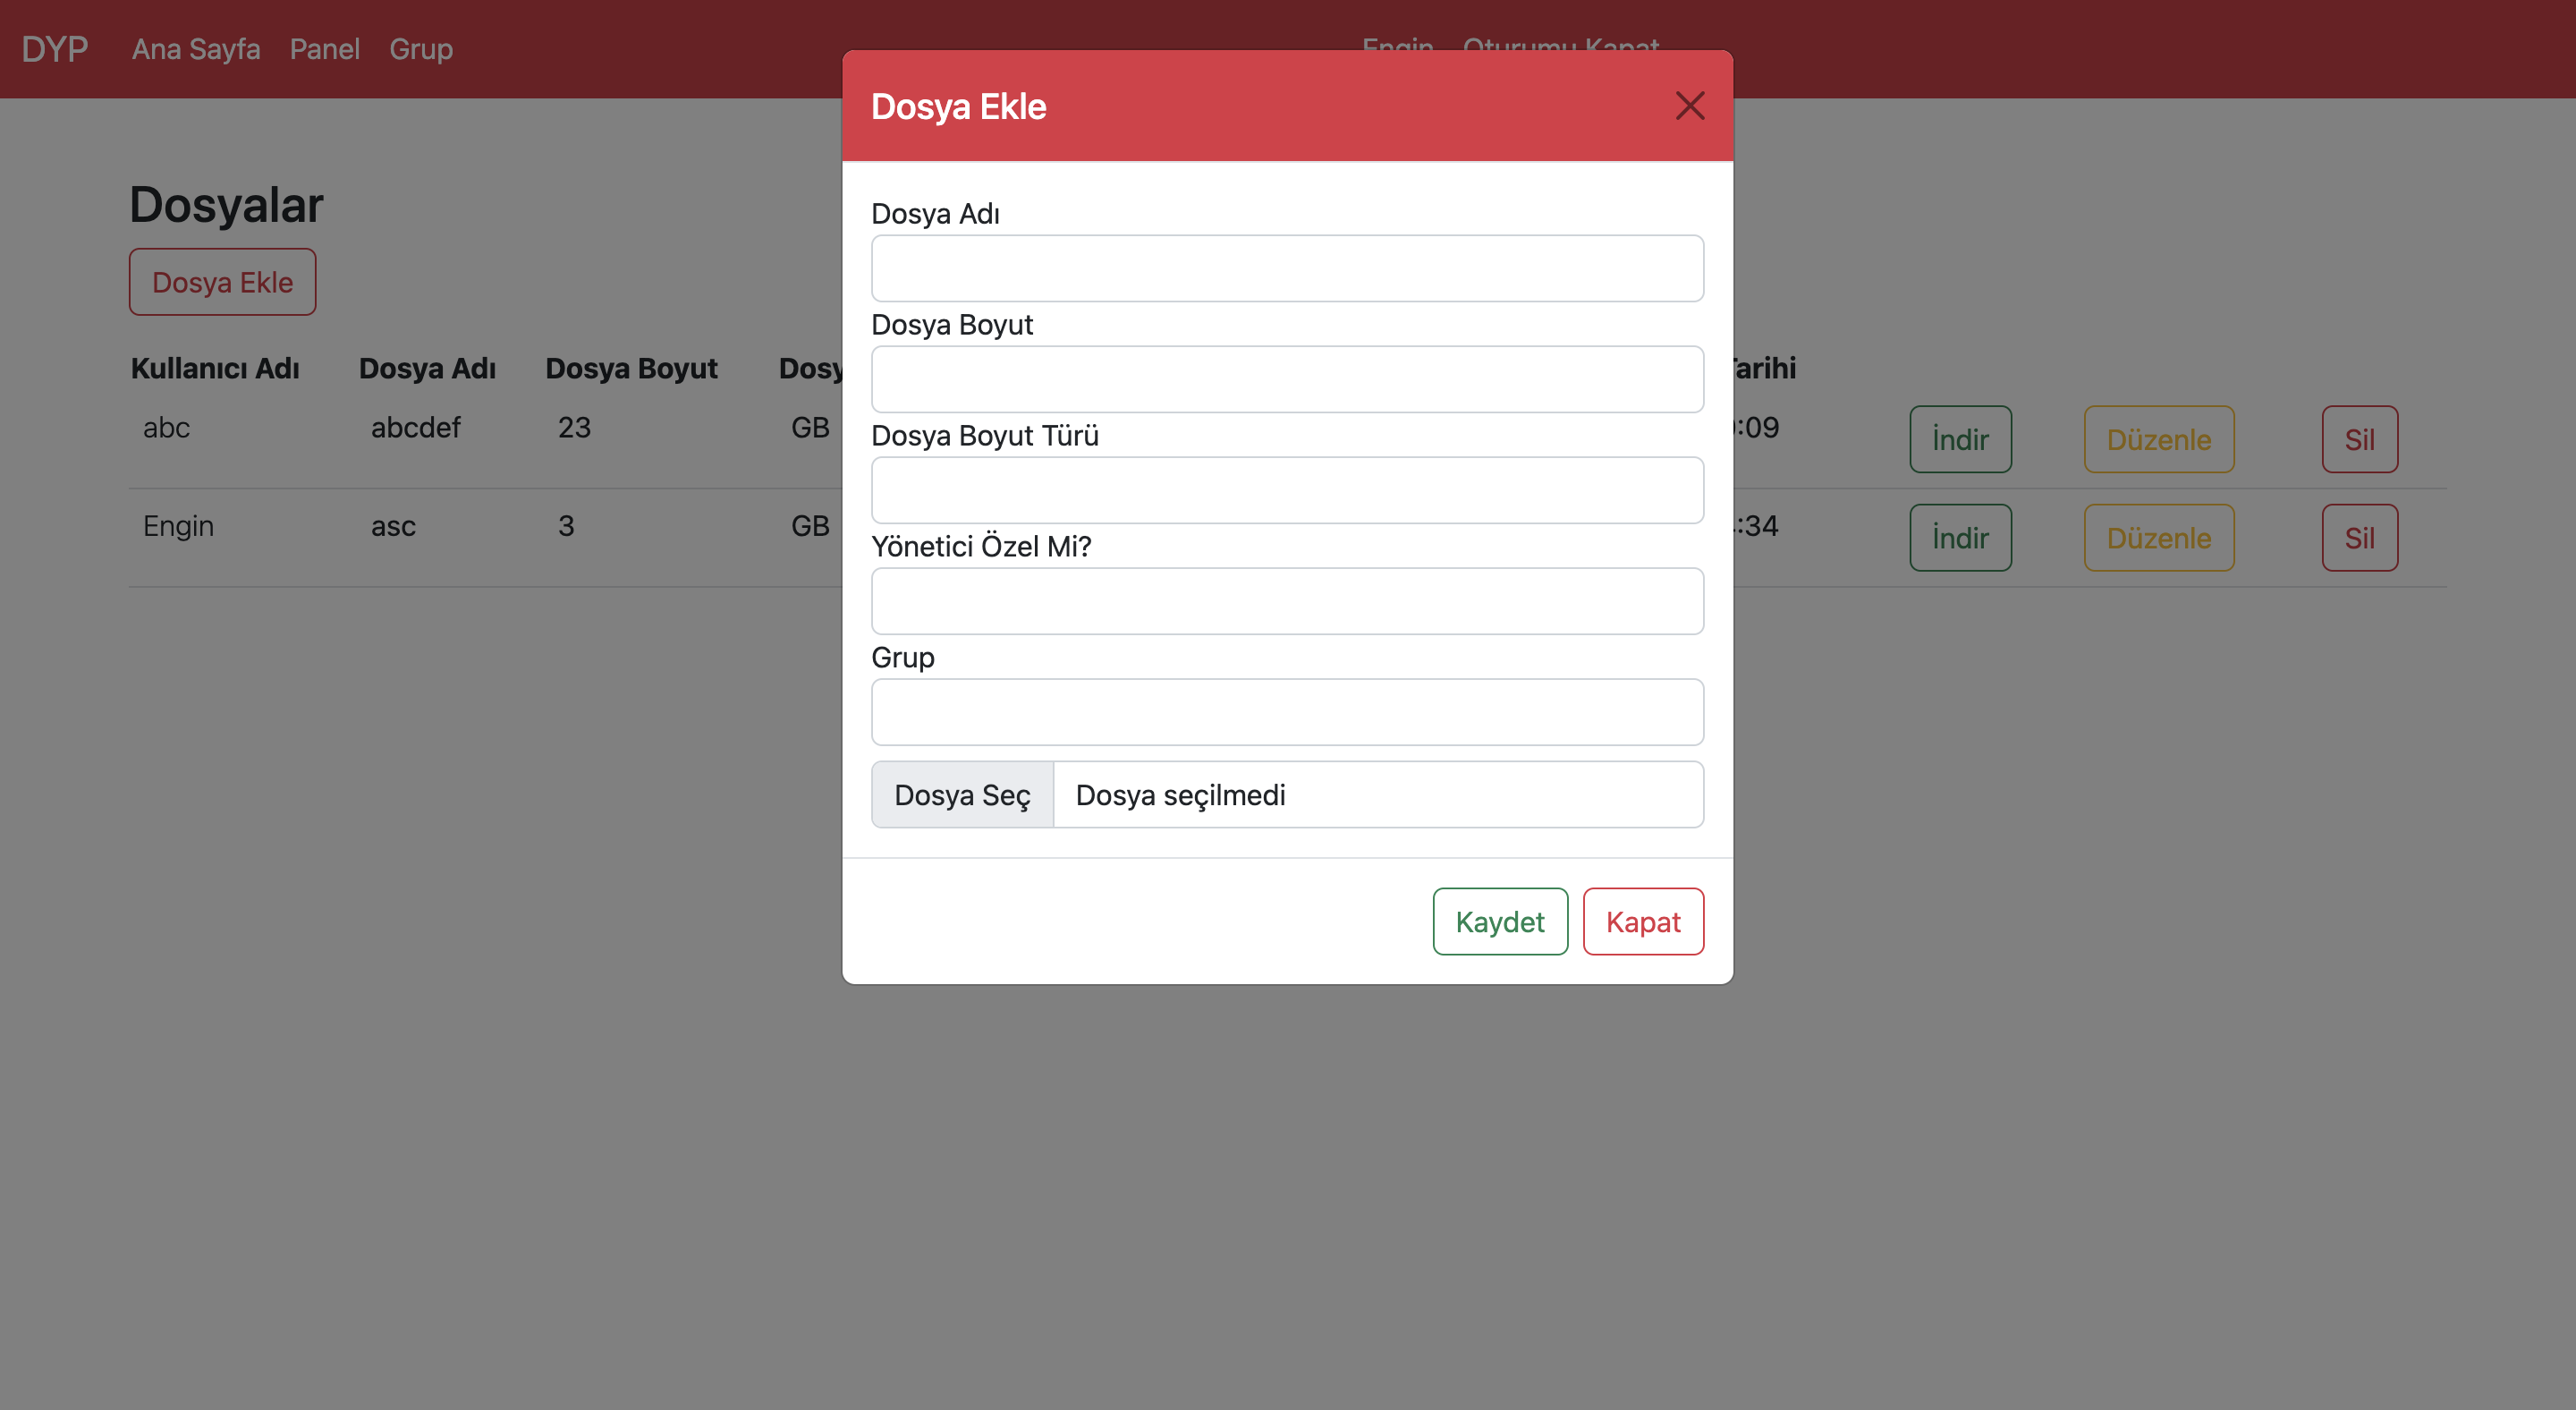 DYP Ana Sayfa Panel Grup Engin Oturumu Kapat
Dosya Ekle
Dosyalar
Dosya Ekle
Kullanıcı Adı Dosya Adı Dosya Boyut Tarihi
abc abcdef 23 GB :09 İndir Düzenle Sil
Engin asc 3 GB :34 İndir Düzenle Sil
Dosya Adı
Dosya Boyut
Dosya Boyut Türü
Yönetici Özel Mi?
Grup
Dosya Seç Dosya seçilmedi
Kaydet Kapat